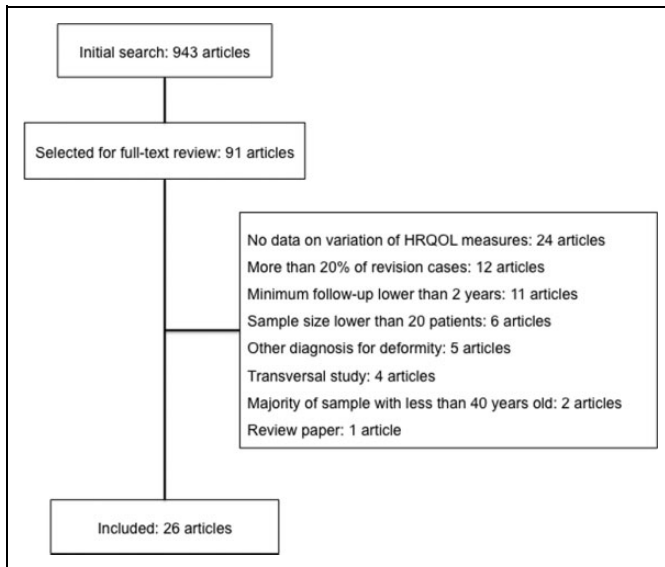 Initial search: 943 articles
Selected for full-text review: 91 articles
No data on variation of HRQOL measures: 24 articles
More than 20% of revision cases: 12 articles
Minimum follow-up lower than 2 years: 11 articles
Sample size lower than 20 patients: 6 articles
Other diagnosis for deformity: 5 articles
Transversal study: 4 articles
Majority of sample with less than 40 years old: 2 articles
Review paper: 1 article
Included: 26 articles